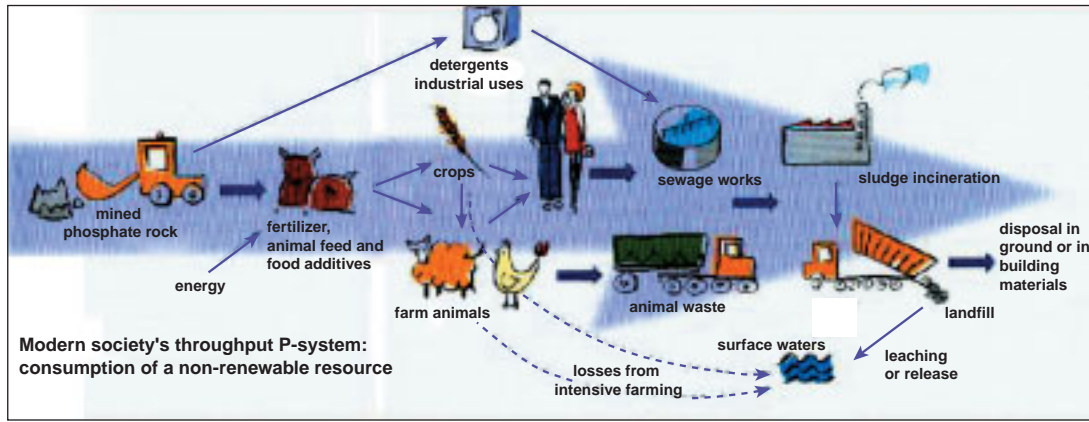 detergents
industrial uses
crops
sewage works
sludge incineration
mined
phosphate rock
fertilizer,
animal feed and
food additives
disposal in
ground or in
building
materials
energy
farm animals
animal waste
landfill
Modern society's throughput P-system:
consumption of a non-renewable resource
surface waters
losses from
intensive farming
leaching
or release